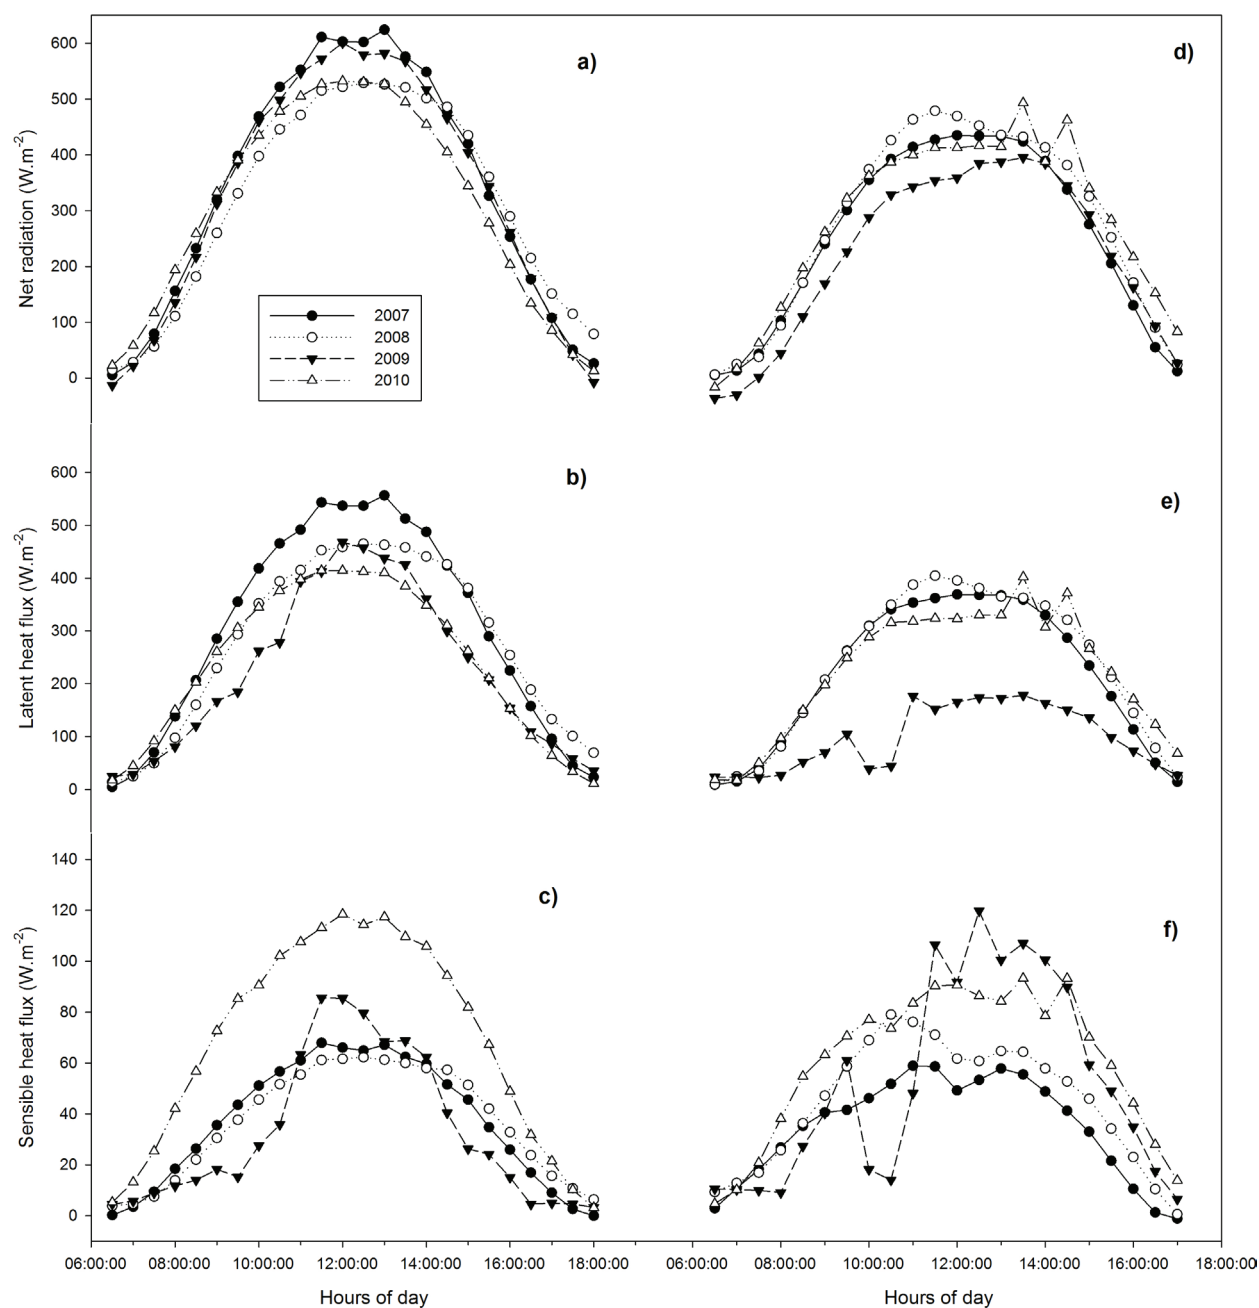 a)
d)
Net radiation (W.m-2)
600
500
400
300
200
100
0
2007
2008
2009
2010
b)
e)
Latent heat flux (W.m-2)
600
500
400
300
200
100
0
c)
f)
Sensible heat flux (W.m-2)
140
120
100
80
60
40
20
0
06:00:00 08:00:00 10:00:00 12:00:00 14:00:00 16:00:00 18:00:00
06:00:00 08:00:00 10:00:00 12:00:00 14:00:00 16:00:00 18:00:00
Hours of day
Hours of day